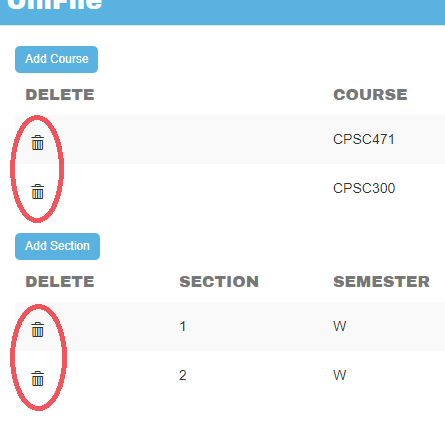 UniFile
Add Course
DELETE COURSE
CPSC471
CPSC300
Add Section
DELETE SECTION SEMESTER
1 W
2 W